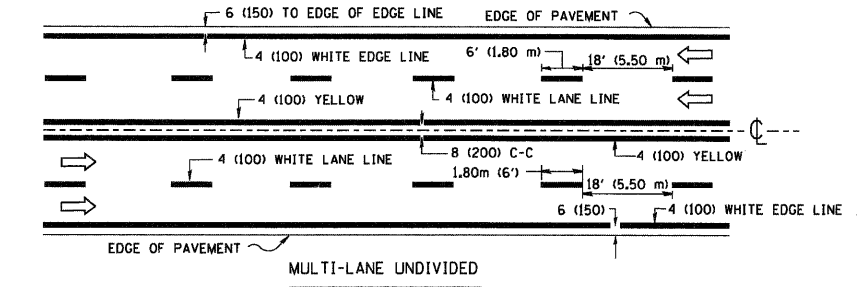 6 (150) TO EDGE OF EDGE LINE
EDGE OF PAVEMENT
4 (100) WHITE EDGE LINE
6' (1.80 m)
18' (5.50 m)
4 (100) YELLOW
4 (100) WHITE LANE LINE
℄
4 (100) WHITE LANE LINE
8 (200) C-C
4 (100) YELLOW
1.80m (6')
18' (5.50 m)
6 (150)
4 (100) WHITE EDGE LINE
EDGE OF PAVEMENT
MULTI-LANE UNDIVIDED